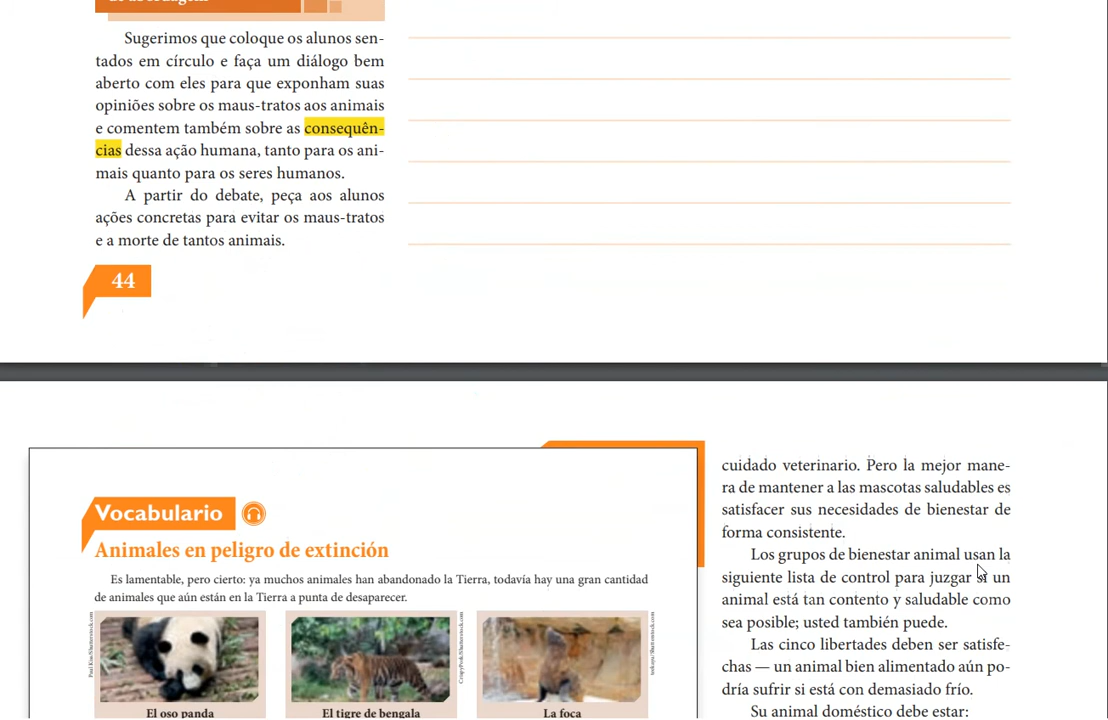 Sugerimos que coloque os alunos sen-
tados em círculo e faça um diálogo bem
aberto com eles para que exponham suas
opiniões sobre os maus-tratos aos animais
e comentem também sobre as consequên-
cias dessa ação humana, tanto para os ani-
mais quanto para os seres humanos.
A partir do debate, peça aos alunos
ações concretas para evitar os maus-tratos
e a morte de tantos animais.
44
Vocabulario
Animales en peligro de extinción
Es lamentable, pero cierto: ya muchos animales han abandonado la Tierra, todavía hay una gran cantidad
de animales que aún están en la Tierra a punta de desaparecer.
El oso panda
El tigre de bengala
La foca
cuidado veterinario. Pero la mejor mane-
ra de mantener a las mascotas saludables es
satisfacer sus necesidades de bienestar de
forma consistente.
Los grupos de bienestar animal usan la
siguiente lista de control para juzgar si un
animal está tan contento y saludable como
sea posible; usted también puede.
Las cinco libertades deben ser satisfe-
chas — un animal bien alimentado aún po-
dría sufrir si está con demasiado frío.
Su animal doméstico debe estar: